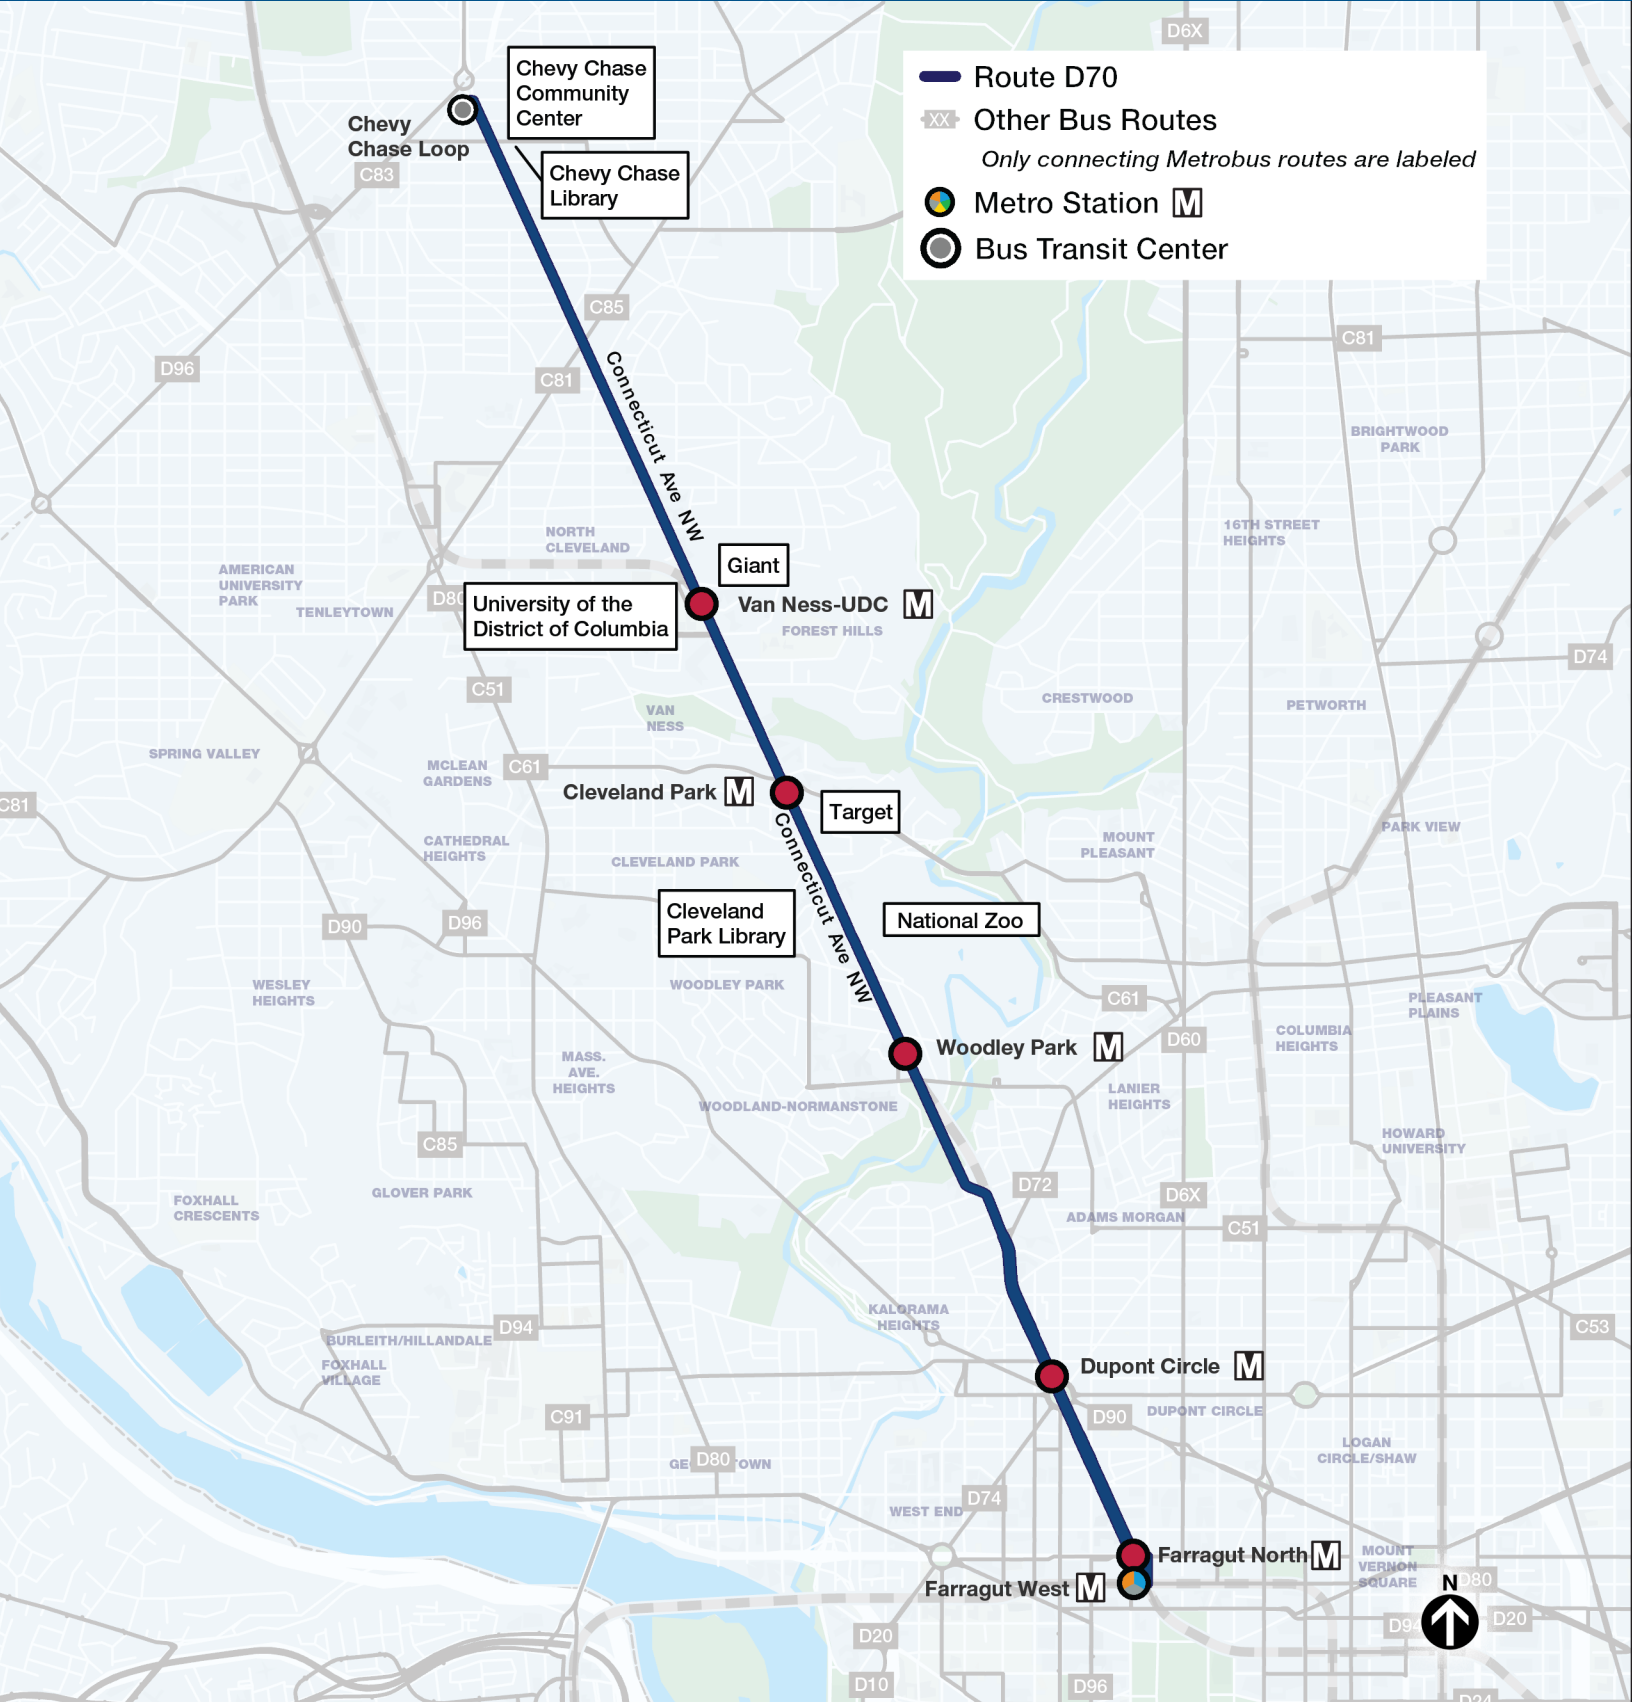 D6X
Chevy Chase
Community
Center
Chevy
Chase Loop
Chevy Chase
Library
C83
Route D70
XX Other Bus Routes
Only connecting Metrobus routes are labeled
Metro Station M
Bus Transit Center
C85
C81
D96
C81
Connecticut Ave NW
BRIGHTWOOD
PARK
16TH STREET
HEIGHTS
NORTH
CLEVELAND
Giant
AMERICAN
UNIVERSITY
PARK
TENLEYTOWN
D80
University of the
District of Columbia
Van Ness-UDC M
FOREST HILLS
D74
C51
VAN
NESS
CRESTWOOD
PETWORTH
SPRING VALLEY
MCLEAN
GARDENS
C61
Cleveland Park M
Target
C81
CATHEDRAL
HEIGHTS
CLEVELAND PARK
Connecticut Ave NW
MOUNT
PLEASANT
PARK VIEW
Cleveland
Park Library
National Zoo
D90
D96
WESLEY
HEIGHTS
WOODLEY PARK
C61
PLEASANT
PLAINS
D60
COLUMBIA
HEIGHTS
Woodley Park M
MASS.
AVE.
HEIGHTS
WOODLAND-NORMANSTONE
LANIER
HEIGHTS
C85
HOWARD
UNIVERSITY
GLOVER PARK
FOXHALL
CRESCENTS
D72
D6X
ADAMS MORGAN
C51
KALORAMA
HEIGHTS
D94
BURLEITH/HILLANDALE
FOXHALL
VILLAGE
C53
Dupont Circle M
C91
D90
DUPONT CIRCLE
LOGAN
CIRCLE/SHAW
D80
D74
WEST END
Farragut North M
Farragut West M
MOUNT
VERNON
SQUARE
N
D80
D94
D20
D20
D10
D96